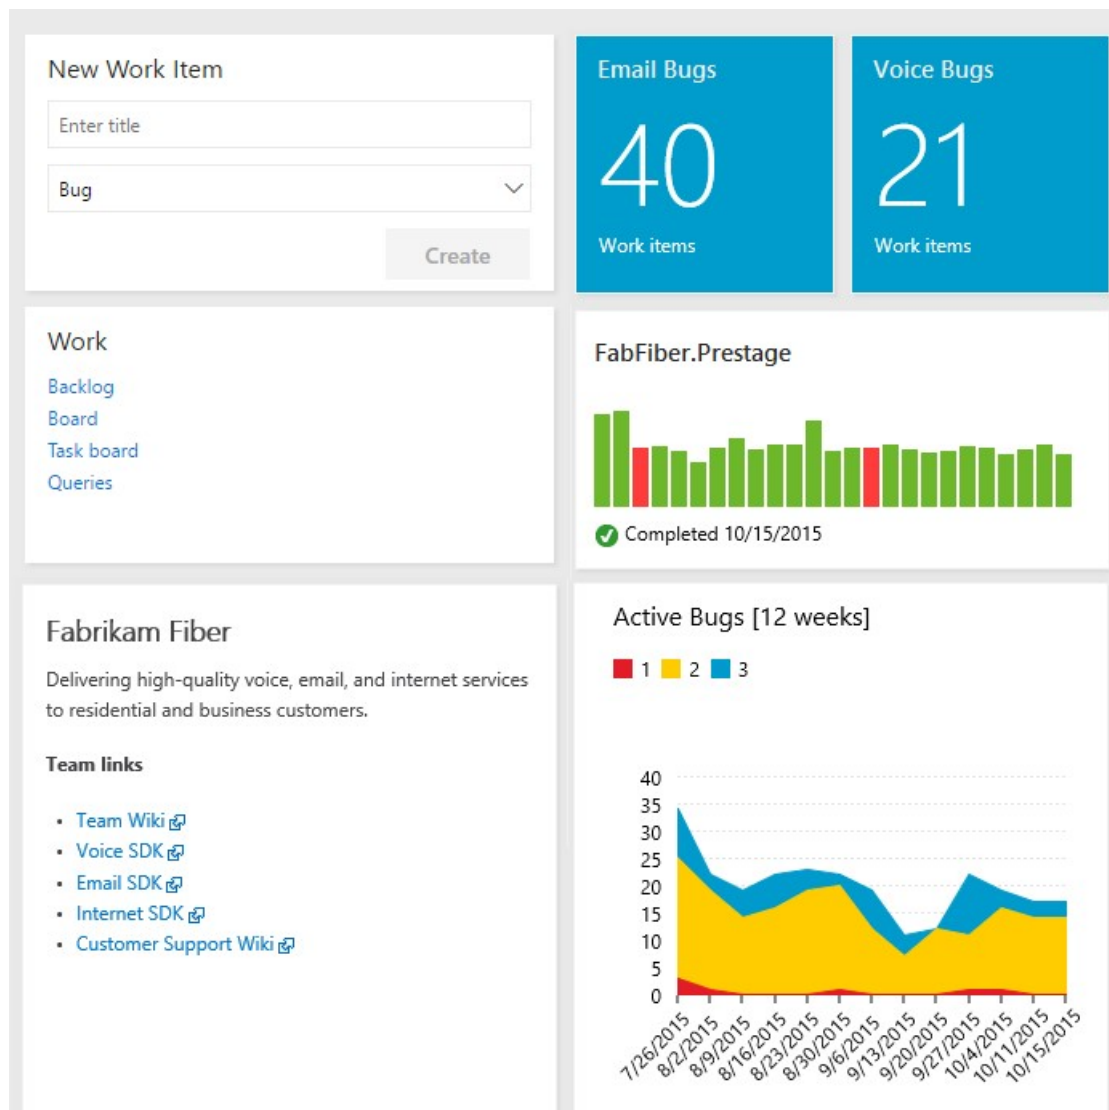 New Work Item
Enter title
Bug
Create
Email Bugs
40
Work items
Voice Bugs
21
Work items
Work
Backlog
Board
Task board
Queries
FabFiber.Prestage
Completed 10/15/2015
Fabrikam Fiber
Delivering high-quality voice, email, and internet services
to residential and business customers.
Team links
• Team Wiki
• Voice SDK
• Email SDK
• Internet SDK
• Customer Support Wiki
Active Bugs [12 weeks]
1 2 3
40
35
30
25
20
15
10
5
0
7/26/2015
8/2/2015
8/9/2015
8/16/2015
8/23/2015
8/30/2015
9/6/2015
9/13/2015
9/20/2015
9/27/2015
10/4/2015
10/11/2015
10/15/2015